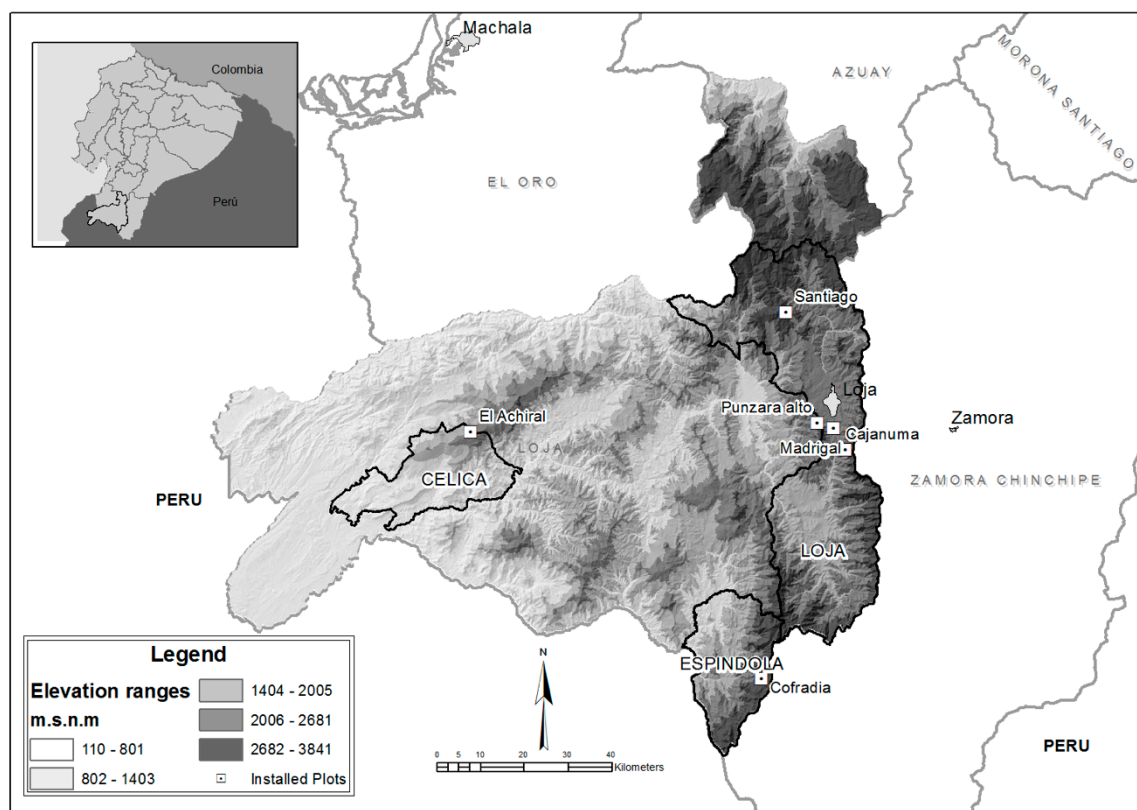 Machala
Colombia
AZUAY
MORONA SANTIAGO
EL ORO
Perú
Santiago
Loja
Punzara alto
Zamora
El Achiral
Cajanuma
LOJA
Madrigal
CELICA
ZAMORA CHINCHIPE
PERU
LOJA
Legend
N
ESPINDOLA
Elevation ranges
1404 - 2005
Cofradia
m.s.n.m
2006 - 2681
110 - 801
2682 - 3841
PERU
802 - 1403
Installed Plots
0 5 10 20 30 40
Kilometers